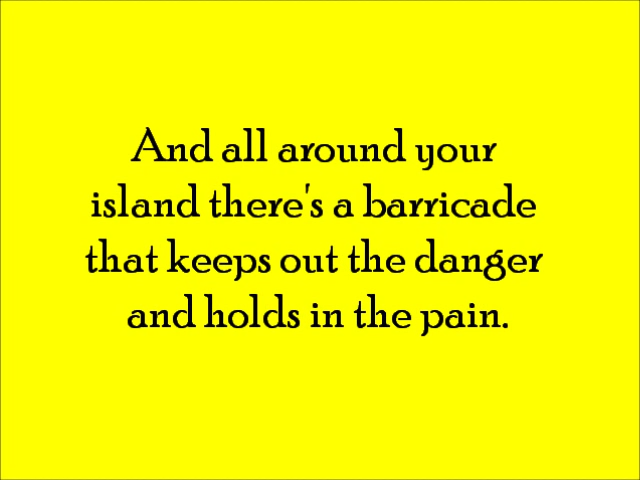 And all around your
island there's a barricade
that keeps out the danger
and holds in the pain.